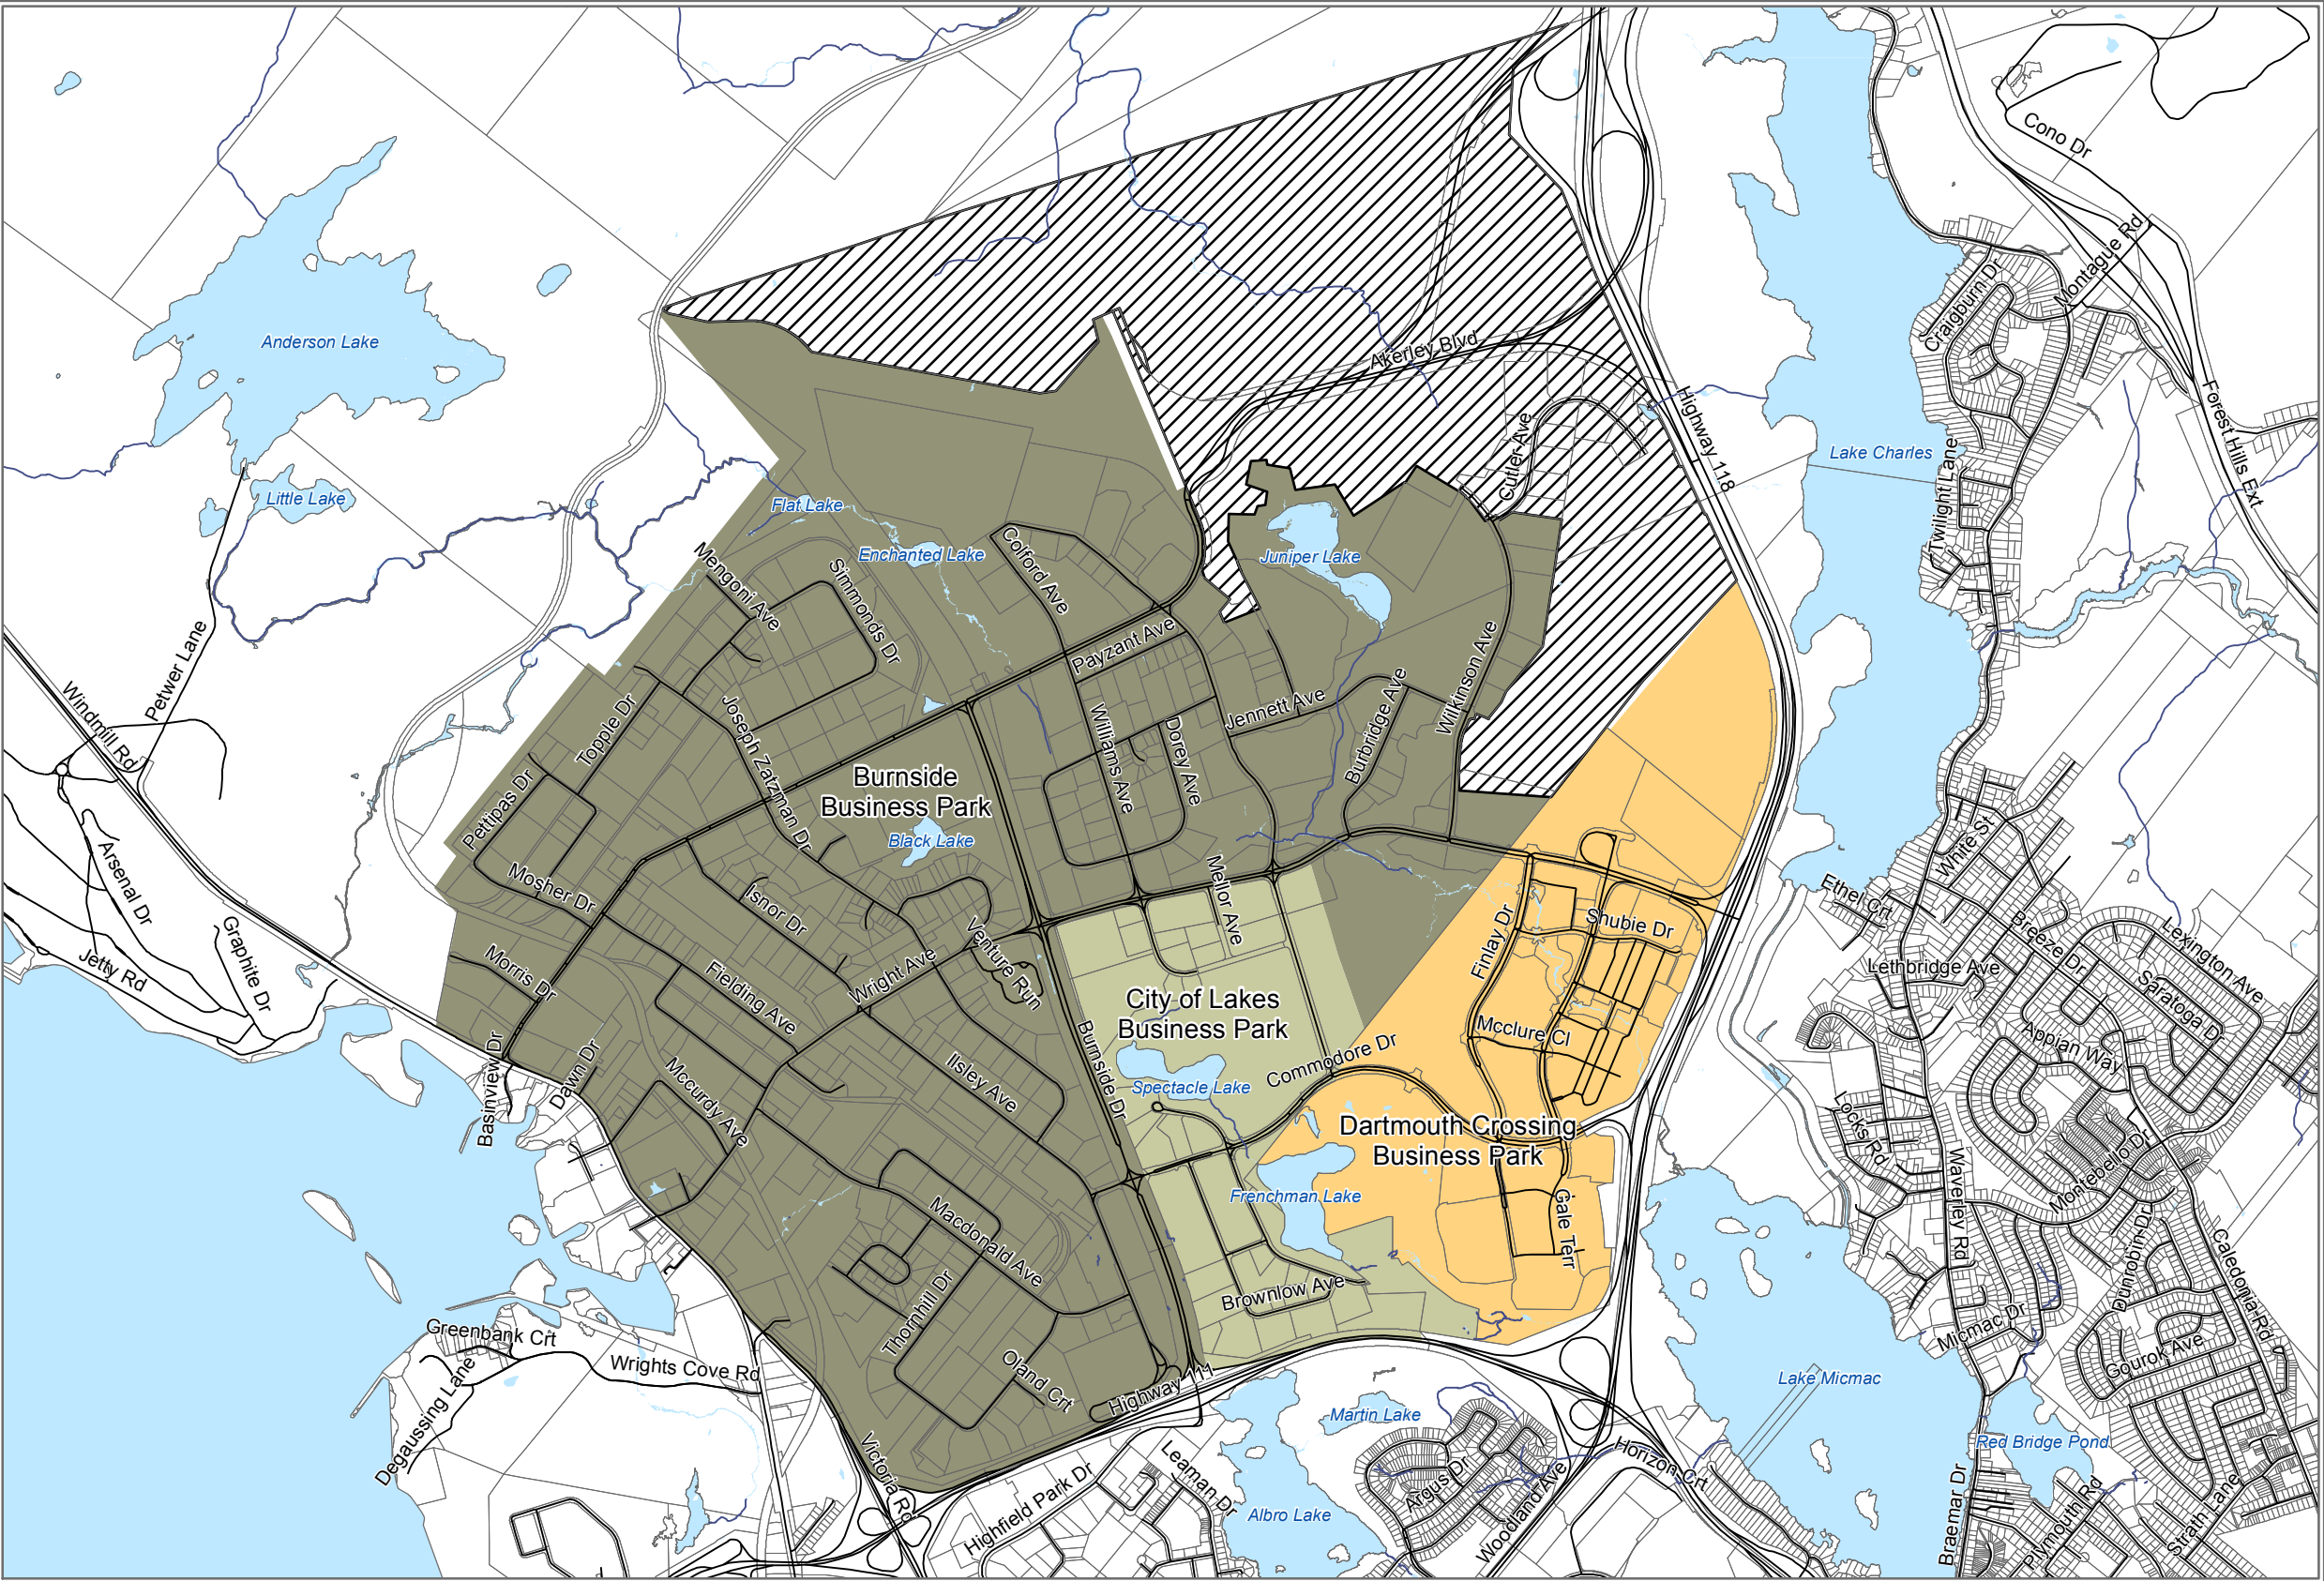 Cono Dr
Montague Rd
Craigburn Dr
Anderson Lake
Akerley Blvd
Highway 118
Forest Hills Ext
Lake Charles
Cutler Ave
Twilight Lane
Little Lake
Flat Lake
Enchanted Lake
Colford Ave
Juniper Lake
Mengoni Ave
Simmonds Dr
Payzant Ave
Petwer Lane
Windmill Rd
Topple Dr
Joseph Zatzman Dr
Williams Ave
Dorey Ave
Jennett Ave
Burbridge Ave
Wilkinson Ave
Burnside
Business Park
Black Lake
Pettipas Dr
Mosher Dr
Isnor Dr
Mellor Ave
White St
Ethel Crt
Arsenal Dr
Graphite Dr
Jetty Rd
Morris Dr
Fielding Ave
Wright Ave
Venture Run
Finlay Dr
Shubie Dr
Breeze Dr
Lexington Ave
Lethbridge Ave
Saratoga Dr
City of Lakes
Business Park
Mcclure Cl
Appian Way
Basinview Dr
Dawn Dr
Mccurdy Ave
Ilsley Ave
Burnside Dr
Spectacle Lake
Commodore Dr
Locks Rd
Dartmouth Crossing
Business Park
Montebello Dr
Waverley Rd
Frenchman Lake
Gale Terr
Macdonald Ave
Dunrobin Dr
Caledonia Rd
Brownlow Ave
Thornhill Dr
Micmac Dr
Gourok Ave
Greenbank Crt
Wrights Cove Rd
Oland Crt
Highway 111
Lake Micmac
Degaussing Lane
Martin Lake
Victoria Rd
Red Bridge Pond
Horizon Crt
Leaman Dr
Argus Dr
Highfield Park Dr
Albro Lake
Woodland Ave
Braemar Dr
Plymouth Rd
Strath Lane